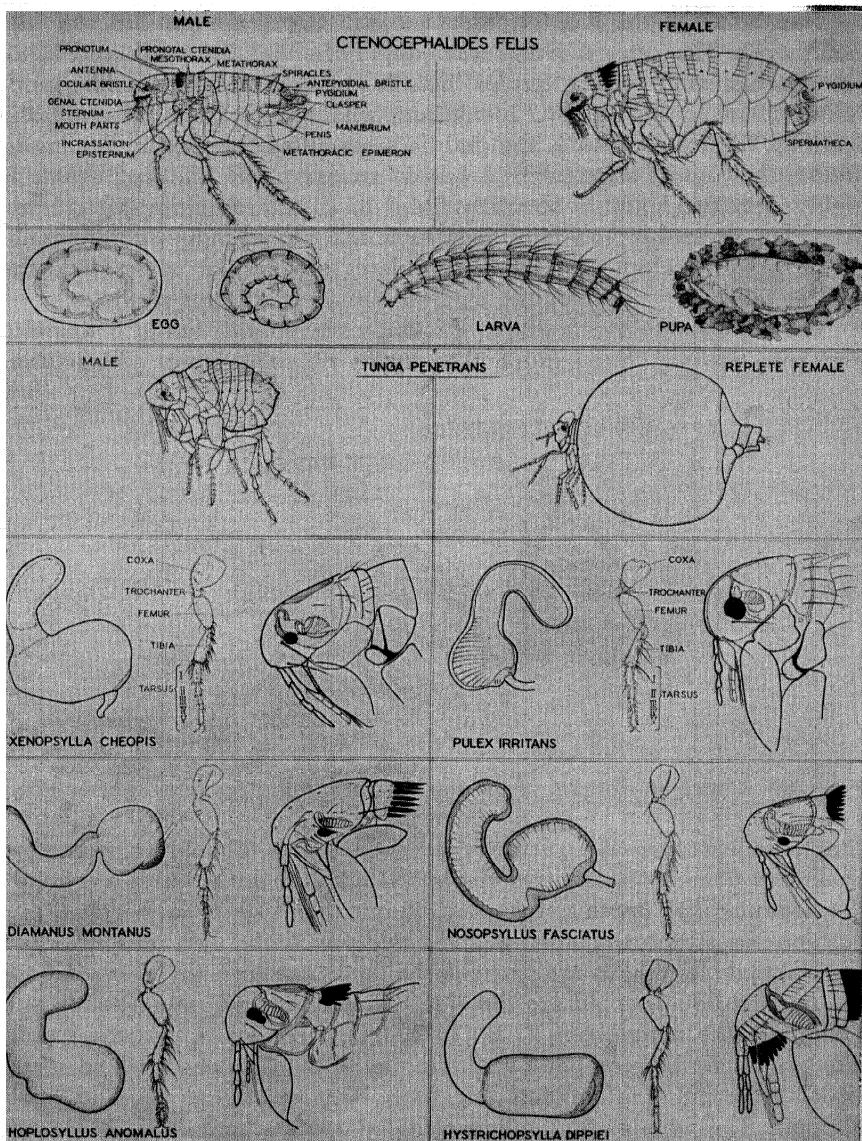 MALE
CTENOCEPHALIDES FELIS
FEMALE
PRONOTUM
PRONOTAL CTENIDIA
MESOTHORAX
METATHORAX
ANTENNA
SPIRACLES
OCULAR BRISTLE
ANTEPYGIDIAL BRISTLE
PYGIDIUM
GENAL CTENIDIA
CLASPER
STERNUM
MOUTH PARTS
MANUBRIUM
INCRASSATION
PENIS
EPISTERNUM
METATHORACIC EPIMERON
PYGIDIUM
SPERMATHECA
EGG
LARVA
PUPA
MALE
TUNGA PENETRANS
REPLETE FEMALE
COXA
TROCHANTER
FEMUR
TIBIA
TARSUS
I
II
XENOPSYLLA CHEOPIS
COXA
TROCHANTER
FEMUR
TIBIA
I
II
TARSUS
PULEX IRRITANS
DIAMANUS MONTANUS
NOSOPSYLLUS FASCIATUS
HOPLOSYLLUS ANOMALUS
HYSTRICHOPSYLLA DIPPIEI